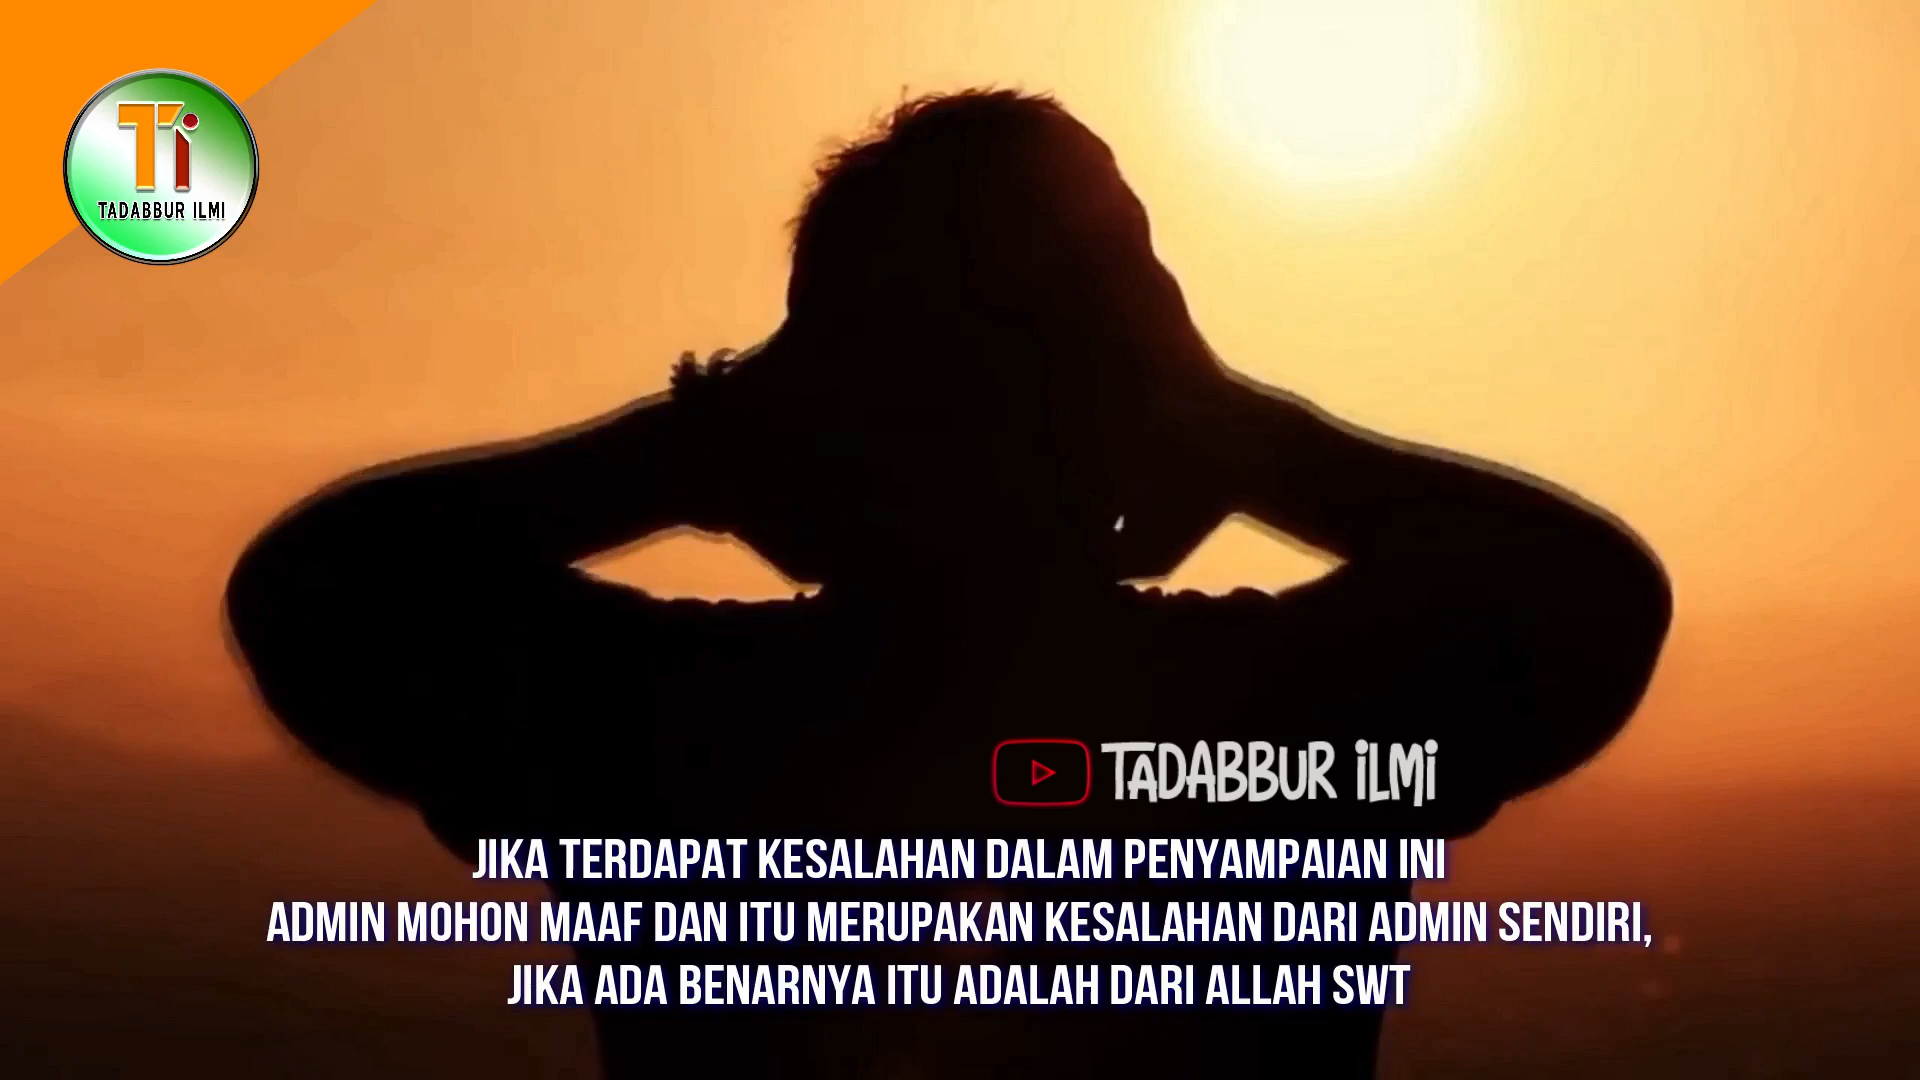 Ti
TADABBUR ILMI
TADABBUR ILMI
JIKA TERDAPAT KESALAHAN DALAM PENYAMPAIAN INI
ADMIN MOHON MAAF DAN ITU MERUPAKAN KESALAHAN DARI ADMIN SENDIRI,
JIKA ADA BENARNYA ITU ADALAH DARI ALLAH SWT